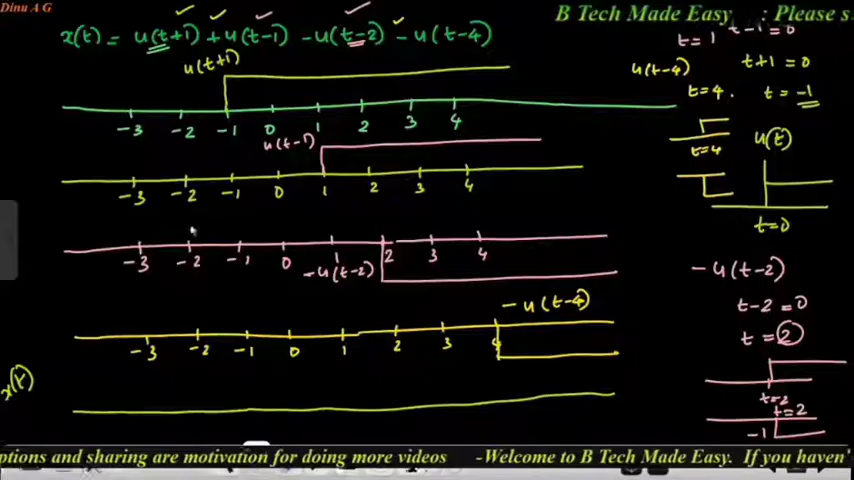 Dinu A G
B Tech Made Easy : Please s
x(t) = u(t+1) + u(t-1) - u(t-2) - u(t-4)
t=1 t-1=0
u(t+1)
u(t-4)
t+1=0
t=4. t=-1
-3 -2 -1 0 1 2 3 4
t=4
u(t)
u(t-1)
-3 -2 -1 0 1 2 3 4
t=0
-3 -2 -1 0 1 2 3 4
-u(t-2)
-u(t-2)
t-2=0
t=2
-u(t-4)
-3 -2 -1 0 1 2 3 4
x(t)
t=2
t=2
-1
ptions and sharing are motivation for doing more videos -Welcome to B Tech Made Easy. If you haven'